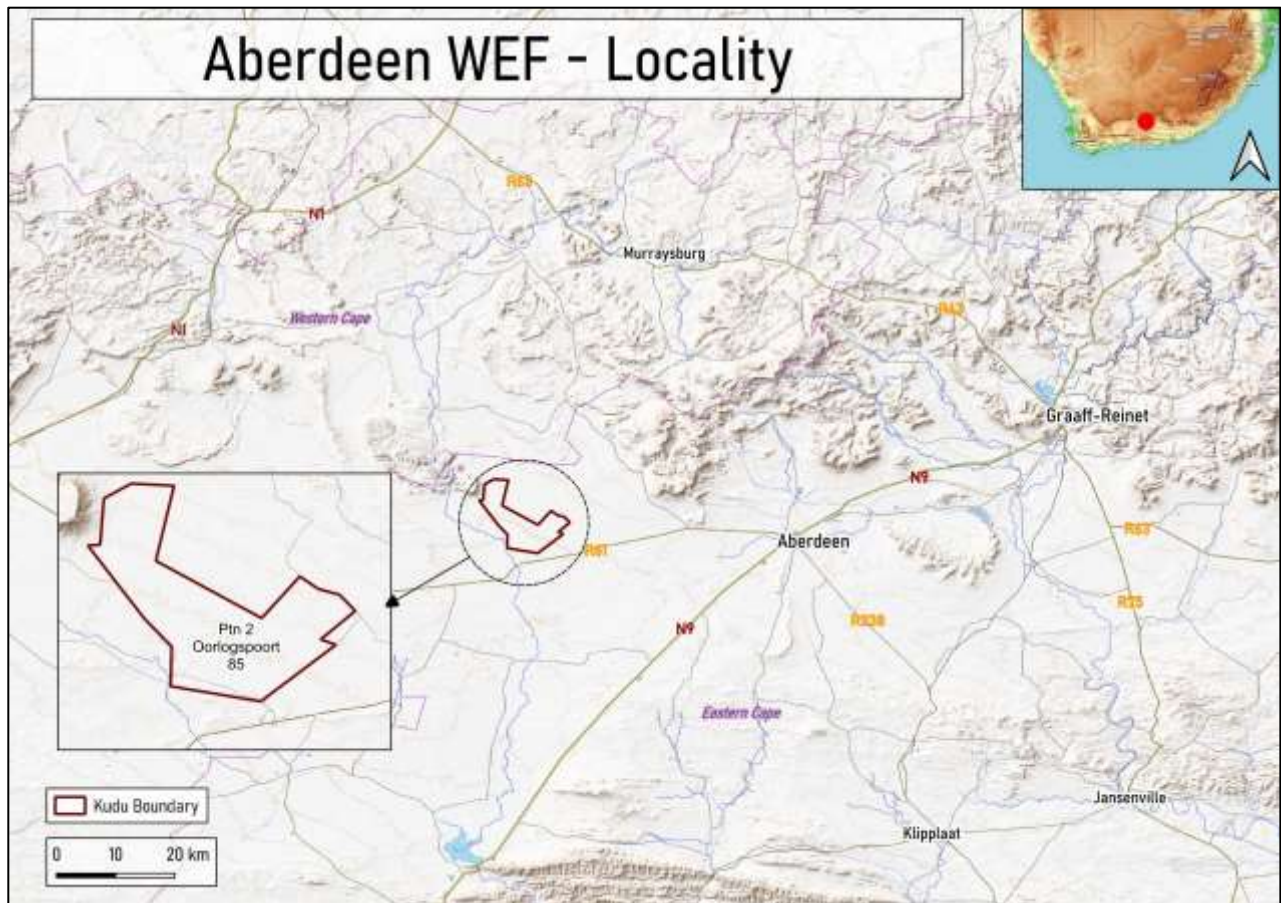 Aberdeen WEF - Locality
R63
N1
Murraysburg
Western Cape
N1
R63
Graaff-Reinet
N9
R61
Aberdeen
R63
Ptn 2
Oorlogspoort
85
R75
R338
N9
Eastern Cape
Kudu Boundary
Jansenville
Klipplaat
0 10 20 km